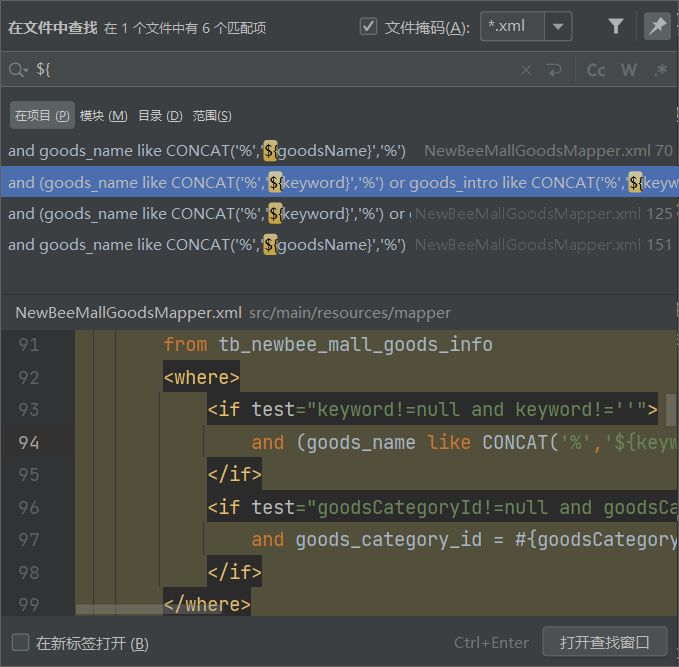 在文件中查找 在 1 个文件中有 6 个匹配项 文件掩码(A): *.xml
${ Cc W .*
在项目 (P) 模块 (M) 目录 (D) 范围(S)
and goods_name like CONCAT('%','${goodsName}','%') NewBeeMallGoodsMapper.xml 70
and (goods_name like CONCAT('%','${keyword}','%') or goods_intro like CONCAT('%','${keyw
and (goods_name like CONCAT('%','${keyword}','%') or g NewBeeMallGoodsMapper.xml 125
and goods_name like CONCAT('%','${goodsName}','%') NewBeeMallGoodsMapper.xml 151
NewBeeMallGoodsMapper.xml src/main/resources/mapper
91 from tb_newbee_mall_goods_info
92 <where>
93 <if test="keyword!=null and keyword!=''">
94 and (goods_name like CONCAT('%','${keyw
95 </if>
96 <if test="goodsCategoryId!=null and goodsCa
97 and goods_category_id = #{goodsCategory
98 </if>
99 </where>
在新标签打开 (B) Ctrl+Enter 打开查找窗口